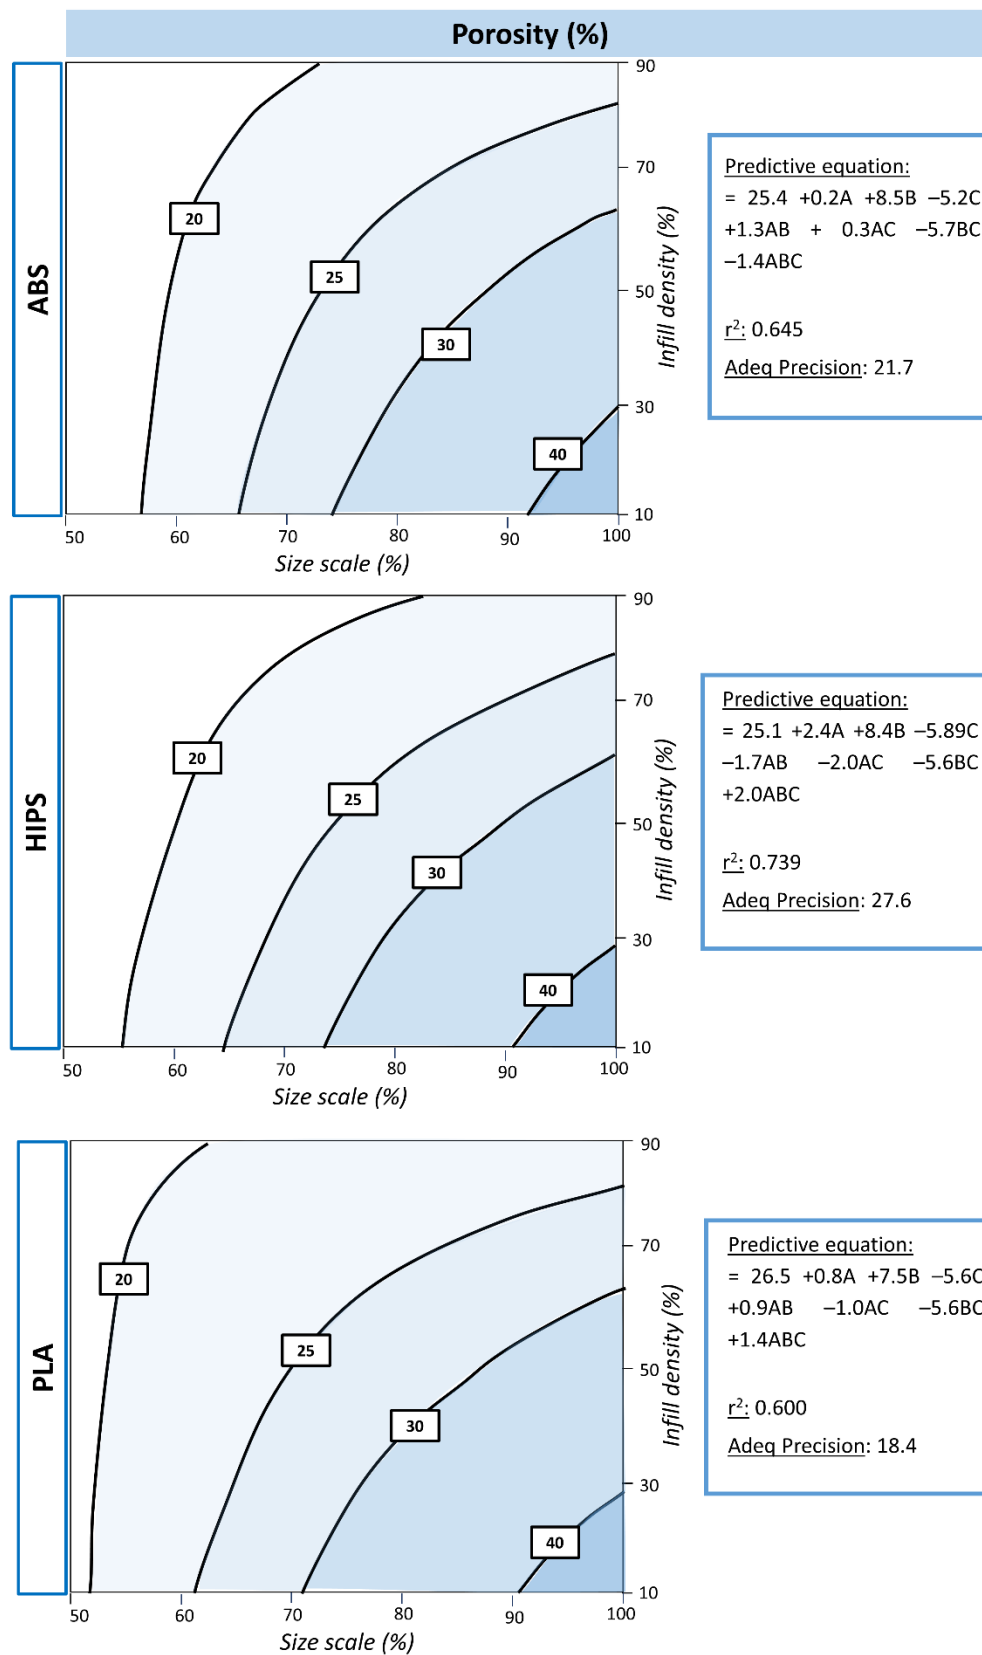 Porosity (%)
ABS
90
70
50
30
10
Infill density (%)
20
25
30
40
50
60
70
80
90
100
Size scale (%)
Predictive equation:
= 25.4 +0.2A +8.5B −5.2C
+1.3AB + 0.3AC −5.7BC
−1.4ABC
r²: 0.645
Adeq Precision: 21.7
HIPS
90
70
50
30
10
Infill density (%)
20
25
30
40
50
60
70
80
90
100
Size scale (%)
Predictive equation:
= 25.1 +2.4A +8.4B −5.89C
−1.7AB −2.0AC −5.6BC
+2.0ABC
r²: 0.739
Adeq Precision: 27.6
PLA
90
70
50
30
10
Infill density (%)
20
25
30
40
50
60
70
80
90
100
Size scale (%)
Predictive equation:
= 26.5 +0.8A +7.5B −5.6C
+0.9AB −1.0AC −5.6BC
+1.4ABC
r²: 0.600
Adeq Precision: 18.4